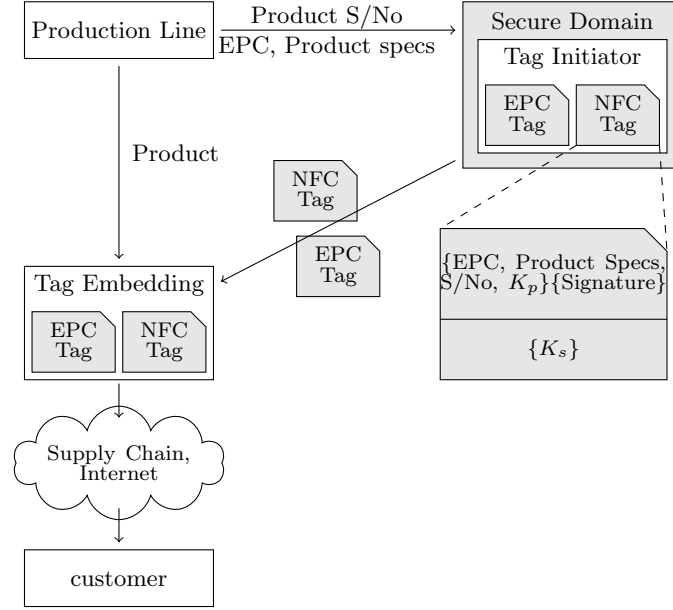 Production Line
Product S/No
EPC, Product specs
Secure Domain
Tag Initiator
EPC
Tag
NFC
Tag
Product
NFC
Tag
EPC
Tag
{EPC, Product Specs,
S/No, K_p}{Signature}
{K_s}
Tag Embedding
EPC
Tag
NFC
Tag
Supply Chain,
Internet
customer